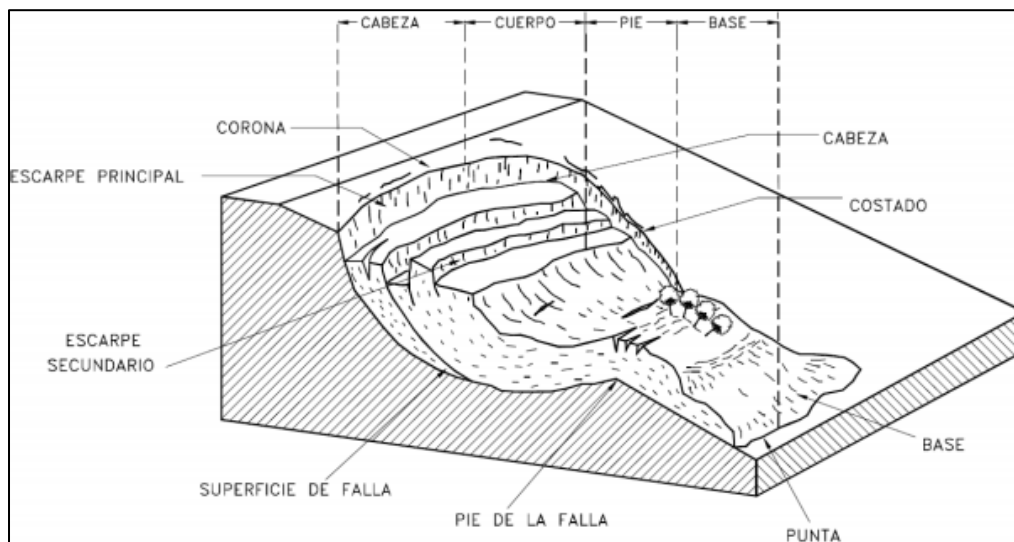 CABEZA
CUERPO
PIE
BASE
CORONA
CABEZA
ESCARPE PRINCIPAL
COSTADO
ESCARPE
SECUNDARIO
BASE
SUPERFICIE DE FALLA
PIE DE LA FALLA
PUNTA